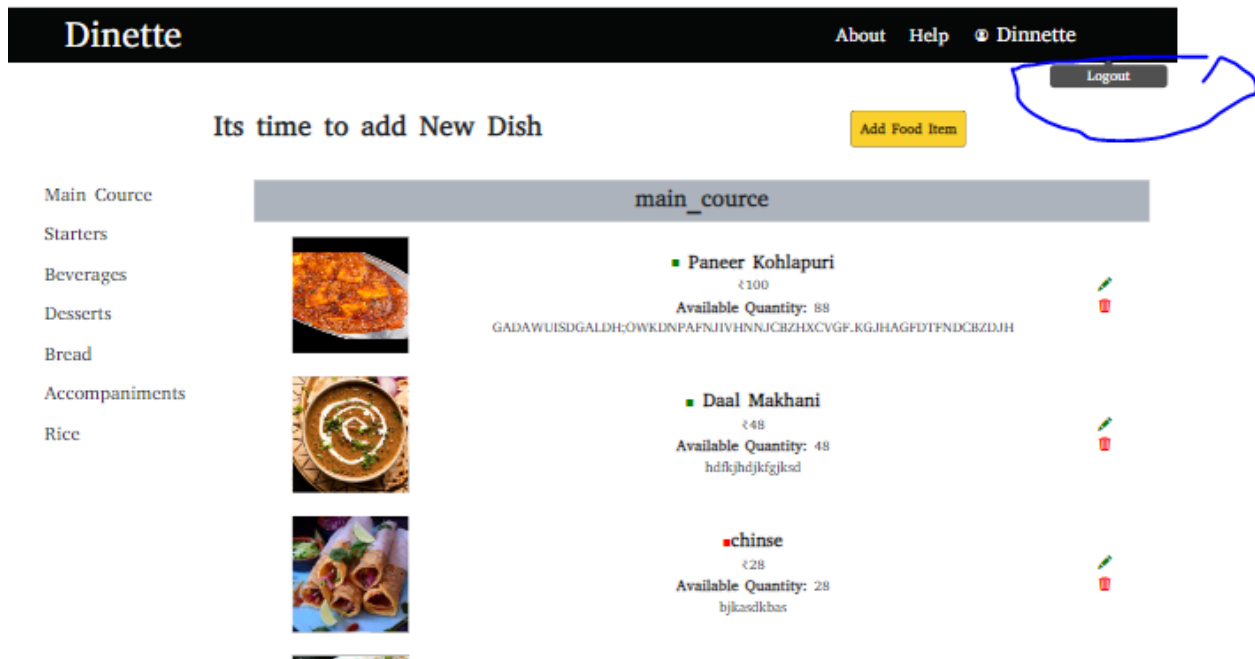 Dinette About Help Dinnette
Logout
Its time to add New Dish Add Food Item
Main Cource
Starters
Beverages
Desserts
Bread
Accompaniments
Rice
main_cource
Paneer Kohlapuri
₹100
Available Quantity: 88
GADAWUISDGALDH;OWKDNPAFNJIVHNNJCBZHXCVGF.KGJHAGFDTFNDCBZDJH
Daal Makhani
₹48
Available Quantity: 48
hdfkjhdjkfgjksd
chinse
₹28
Available Quantity: 28
bjkasdkbas